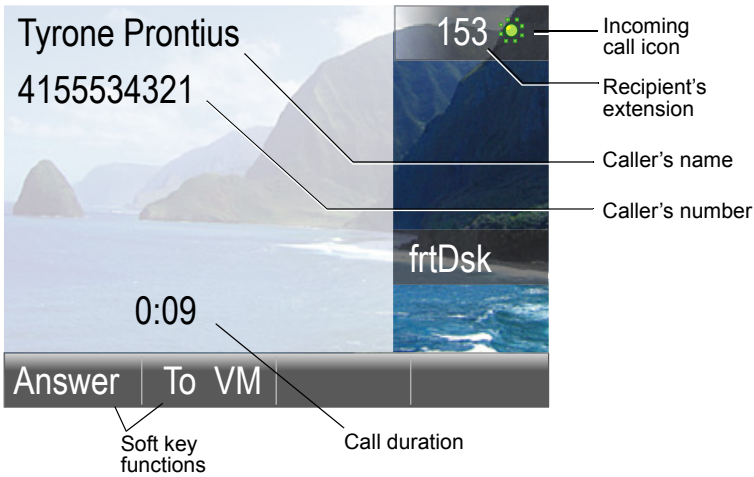 Tyrone Prontius
4155534321
153
Incoming
call icon
Recipient's
extension
Caller's name
Caller's number
frtDsk
0:09
Answer To VM
Soft key
functions
Call duration